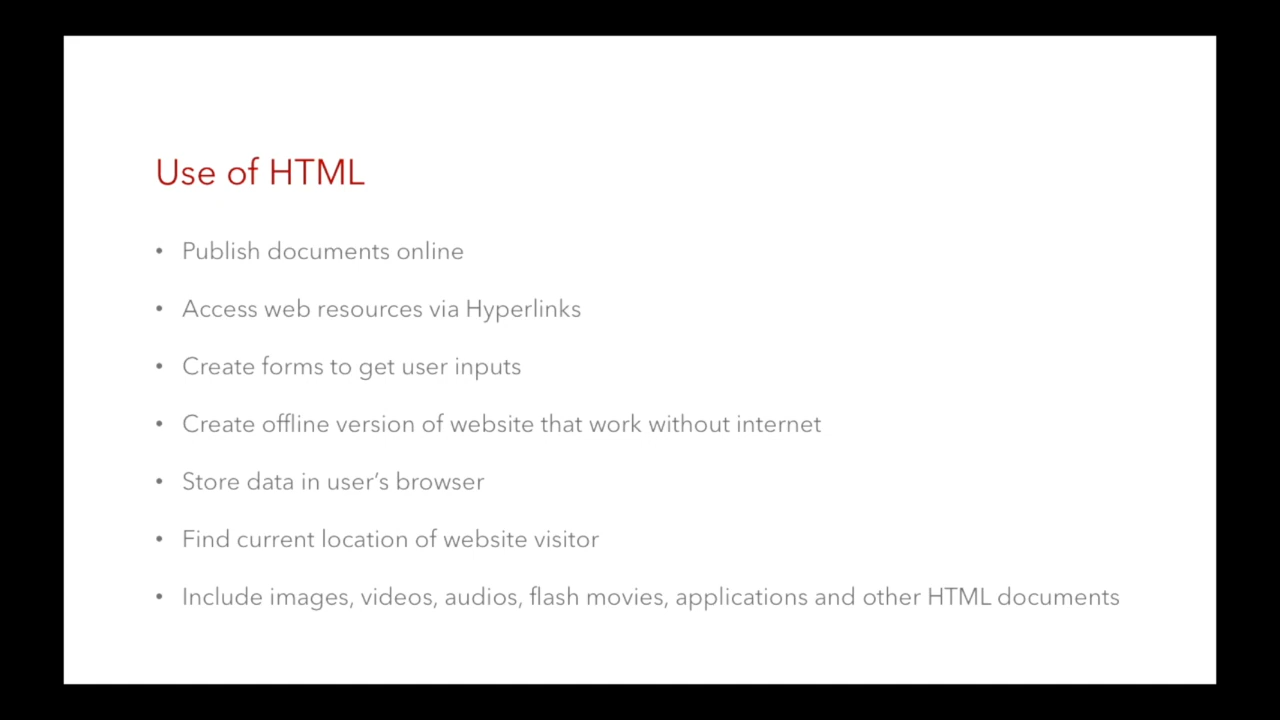 Use of HTML
• Publish documents online
• Access web resources via Hyperlinks
• Create forms to get user inputs
• Create offline version of website that work without internet
• Store data in user’s browser
• Find current location of website visitor
• Include images, videos, audios, flash movies, applications and other HTML documents